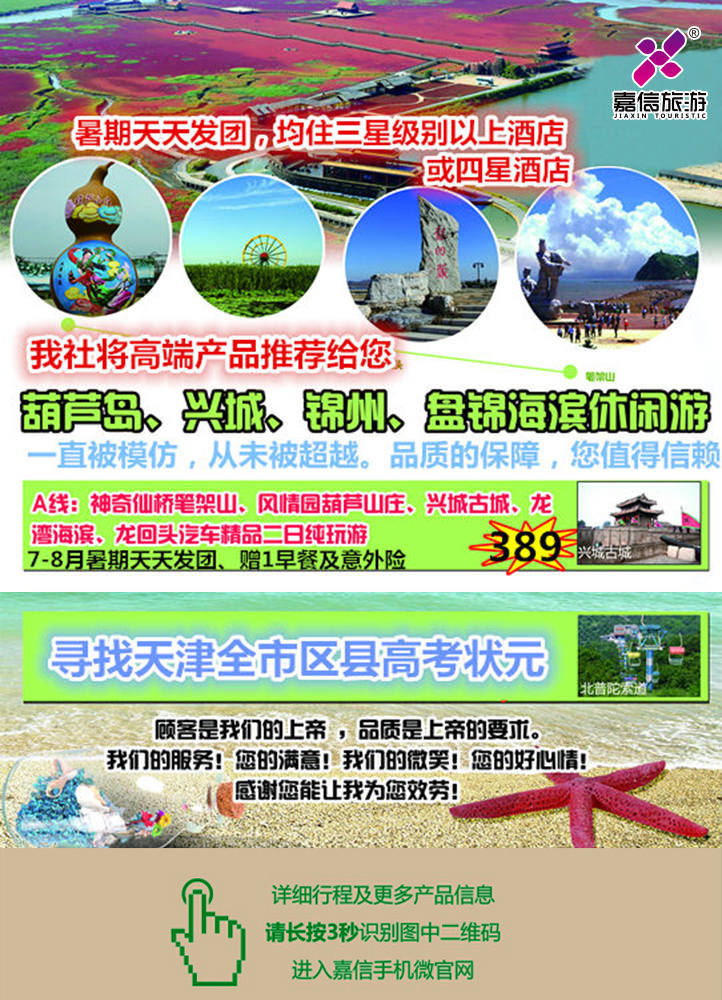 嘉信旅游®
JIAXIN TOURISTIC
暑期天天发团，均住三星级别以上酒店
或四星酒店
我社将高端产品推荐给您
笔架山
葫芦岛、兴城、锦州、盘锦海滨休闲游
一直被模仿，从未被超越。品质的保障，您值得信赖
A线：神奇仙桥笔架山、风情园葫芦山庄、兴城古城、龙
湾海滨、龙回头汽车精品二日纯玩游
7-8月暑期天天发团、赠1早餐及意外险
389
兴城古城
寻找天津全市区县高考状元
北普陀索道
顾客是我们的上帝，品质是上帝的要求。
我们的服务！您的满意！我们的微笑！您的好心情！
感谢您能让我为您效劳！
详细行程及更多产品信息
请长按3秒识别图中二维码
进入嘉信手机微官网